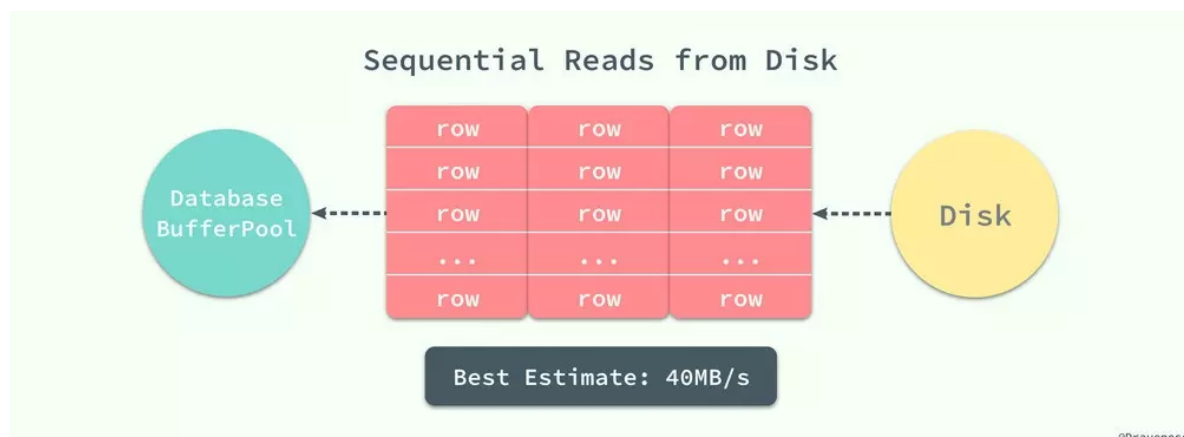 Sequential Reads from Disk
row row row
row row row
Database
BufferPool
row row row
Disk
... ... ...
row row row
Best Estimate: 40MB/s